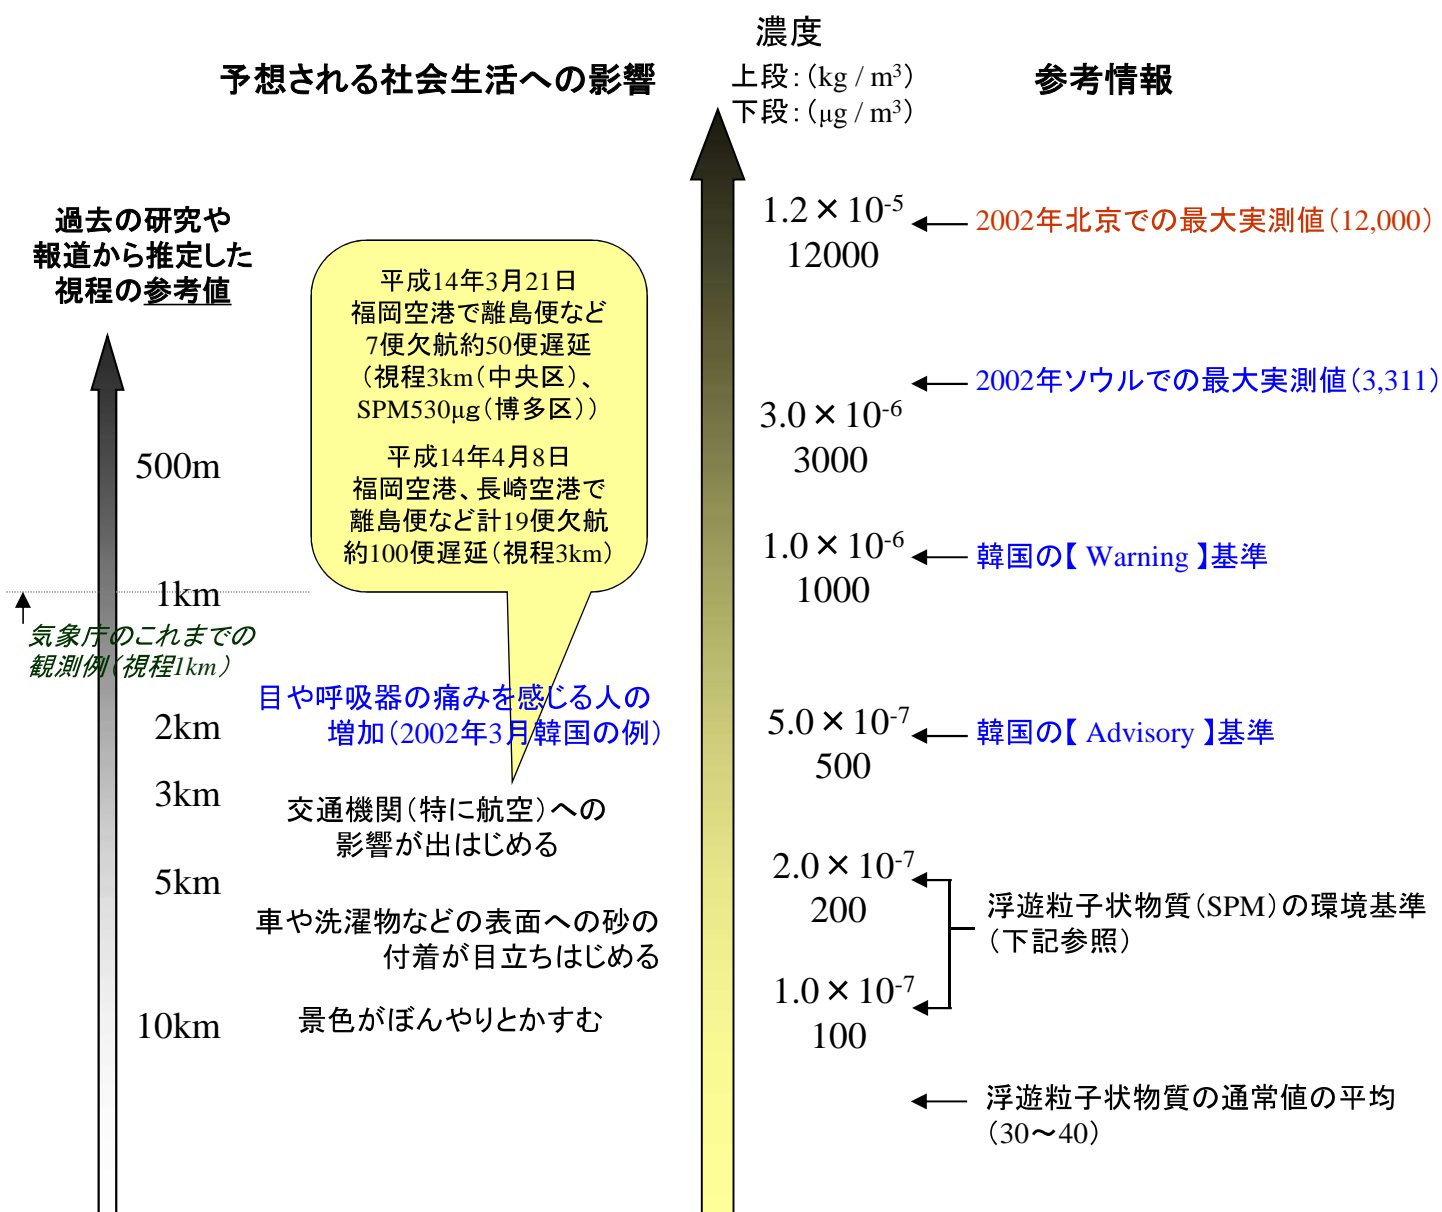 濃度
上段：（kg / m³）
下段：（μg / m³）
予想される社会生活への影響
参考情報
過去の研究や
報道から推定した
視程の参考値
500m
1km
気象庁のこれまでの
観測例（視程1km）
2km
3km
5km
10km
平成14年3月21日
福岡空港で離島便など
7便欠航約50便遅延
（視程3km（中央区）、
SPM530μg（博多区））
平成14年4月8日
福岡空港、長崎空港で
離島便など計19便欠航
約100便遅延（視程3km）
目や呼吸器の痛みを感じる人の
増加（2002年3月韓国の例）
交通機関（特に航空）への
影響が出はじめる
車や洗濯物などの表面への砂の
付着が目立ちはじめる
景色がぼんやりとかすむ
1.2 × 10⁻⁵
12000
3.0 × 10⁻⁶
3000
1.0 × 10⁻⁶
1000
5.0 × 10⁻⁷
500
2.0 × 10⁻⁷
200
1.0 × 10⁻⁷
100
2002年北京での最大実測値（12,000）
2002年ソウルでの最大実測値（3,311）
韓国の【 Warning 】基準
韓国の【 Advisory 】基準
浮遊粒子状物質（SPM）の環境基準
（下記参照）
浮遊粒子状物質の通常値の平均
（30～40）